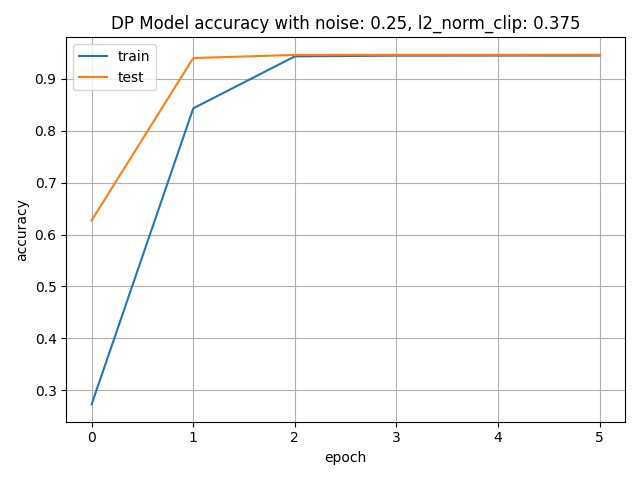 DP Model accuracy with noise: 0.25, l2_norm_clip: 0.375
train
test
0.9
0.8
0.7
0.6
0.5
0.4
0.3
accuracy
0 1 2 3 4 5
epoch